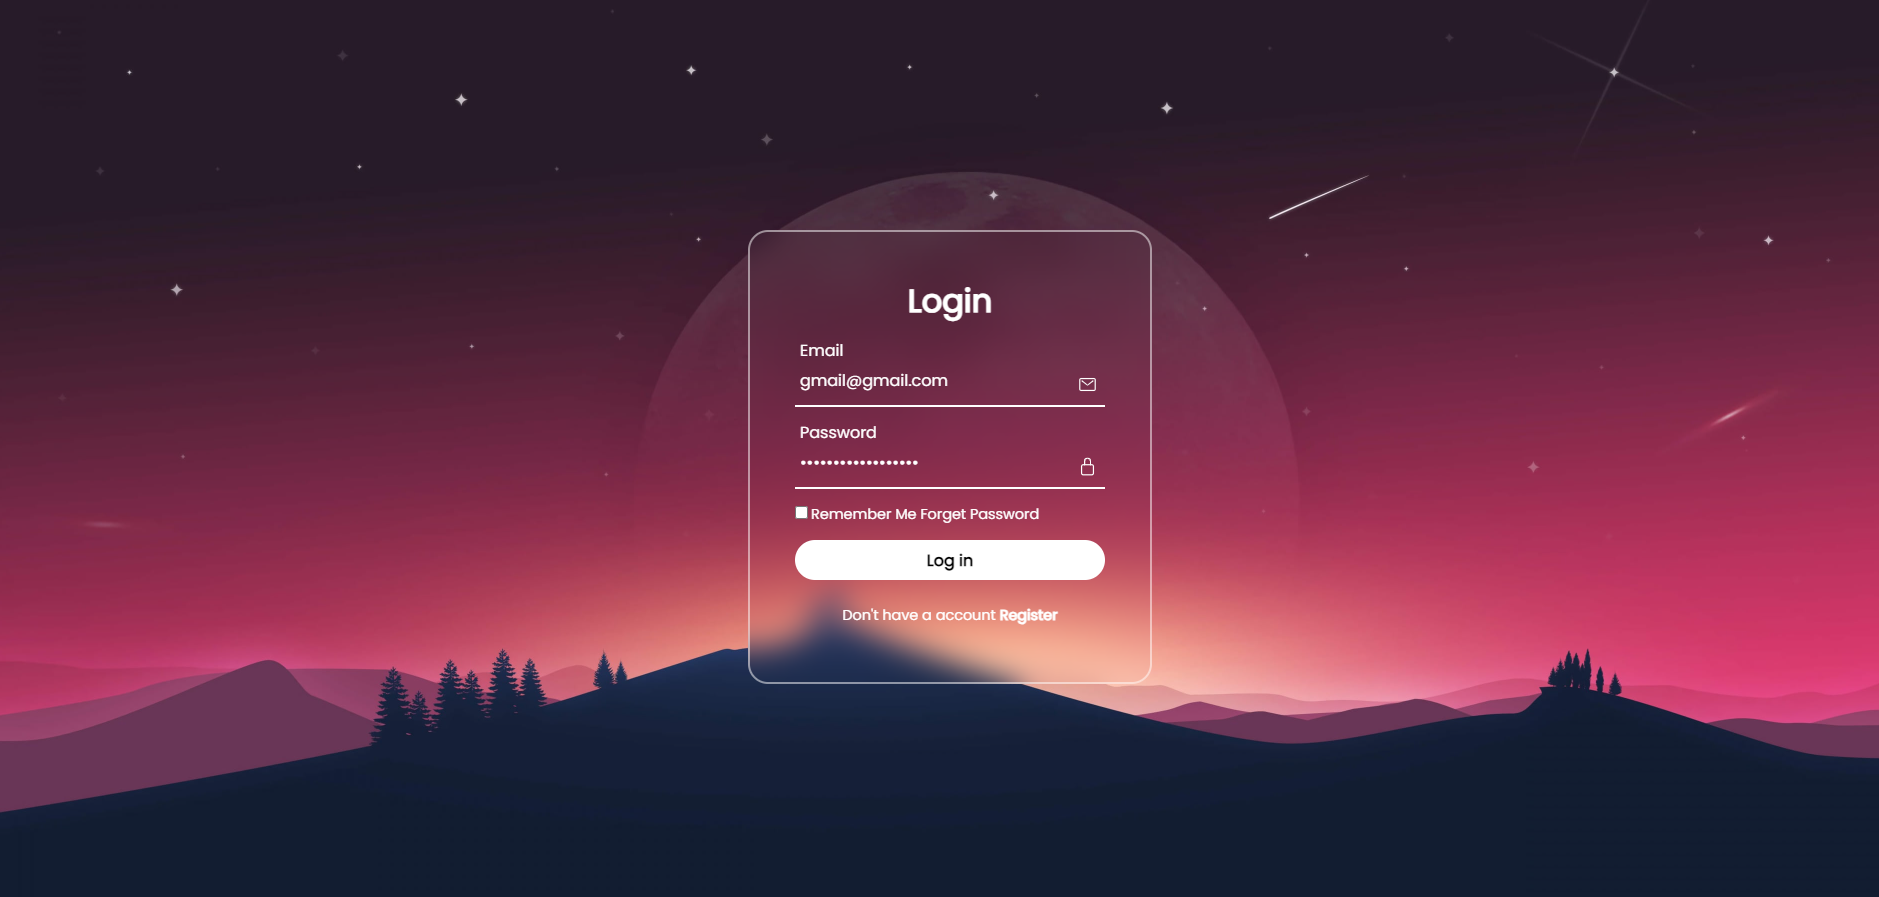 Login
Email
gmail@gmail.com
Password
••••••••••••••••••
Remember Me Forget Password
Log in
Don't have a account Register